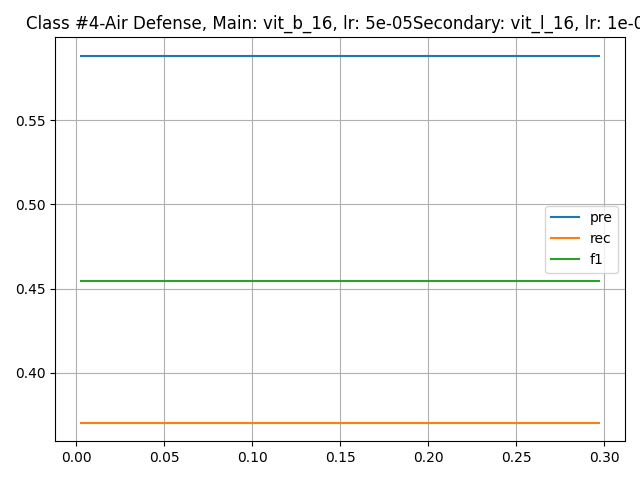 Class #4-Air Defense, Main: vit_b_16, lr: 5e-05Secondary: vit_l_16, lr: 1e-0
0.55
0.50
0.45
0.40
pre
rec
f1
0.00 0.05 0.10 0.15 0.20 0.25 0.30